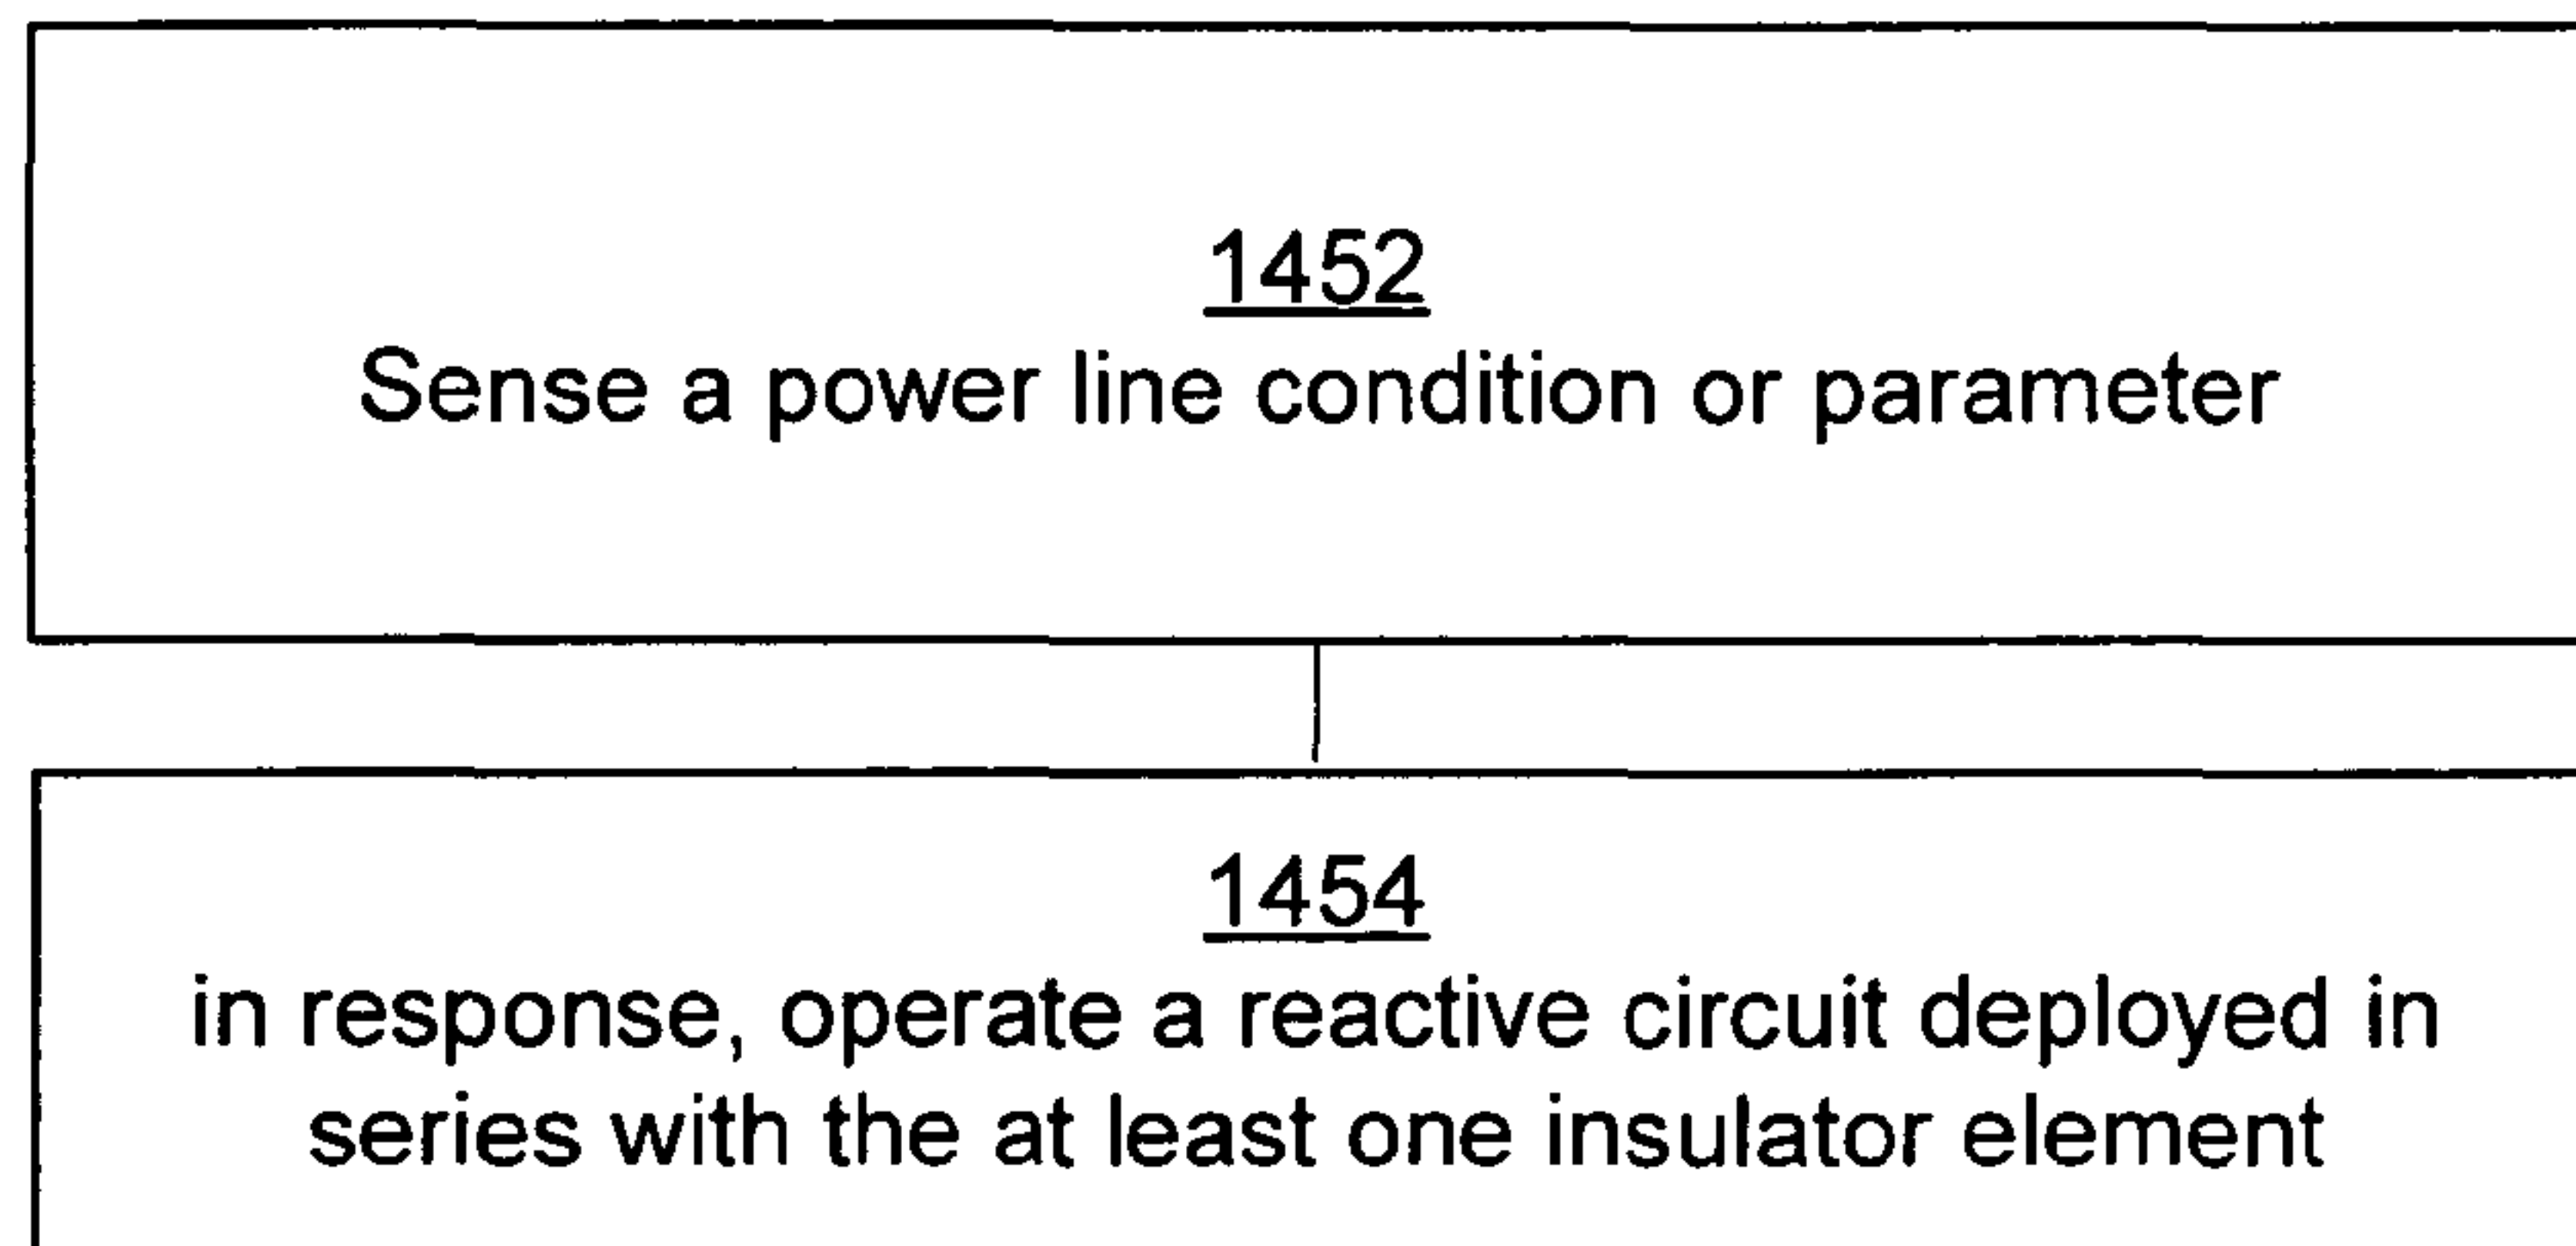 1452
Sense a power line condition or parameter
1454
in response, operate a reactive circuit deployed in
series with the at least one insulator element